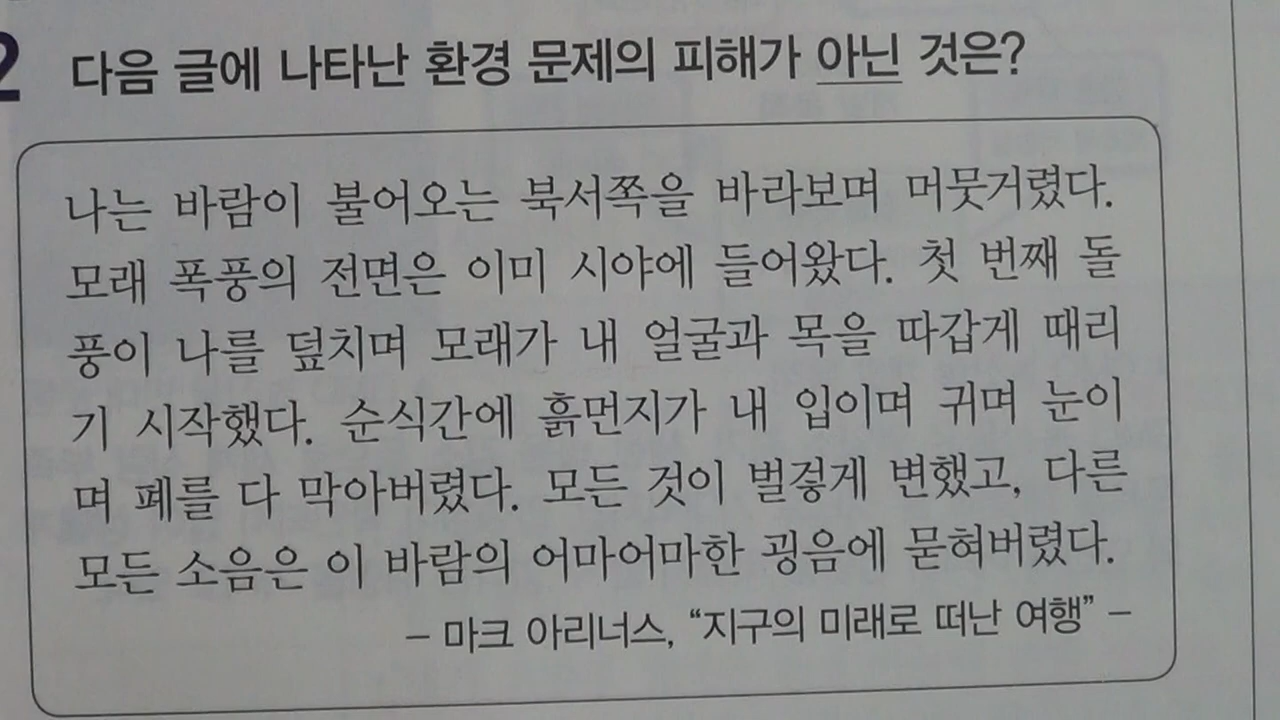 2 다음 글에 나타난 환경 문제의 피해가 아닌 것은?
나는 바람이 불어오는 북서쪽을 바라보며 머뭇거렸다.
모래 폭풍의 전면은 이미 시야에 들어왔다. 첫 번째 돌
풍이 나를 덮치며 모래가 내 얼굴과 목을 따갑게 때리
기 시작했다. 순식간에 흙먼지가 내 입이며 귀며 눈이
며 폐를 다 막아버렸다. 모든 것이 벌겋게 변했고, 다른
모든 소음은 이 바람의 어마어마한 굉음에 묻혀버렸다.
– 마크 아리너스, “지구의 미래로 떠난 여행” –